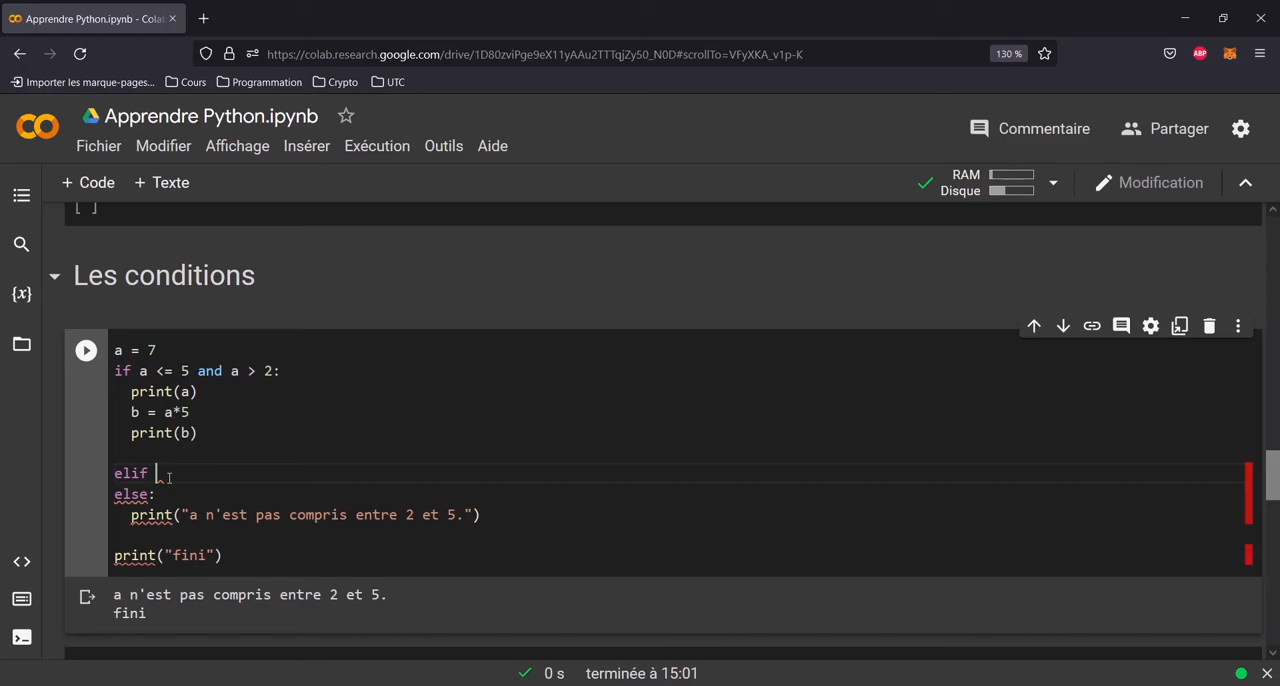 Apprendre Python.ipynb - Colab
https://colab.research.google.com/drive/1D80zviPge9eX11yAAu2TTTqjZy50_N0D#scrollTo=VFyXKA_v1p-K
130 %
ABP
Importer les marque-pages... Cours Programmation Crypto UTC
Apprendre Python.ipynb
Commentaire Partager
Fichier Modifier Affichage Insérer Exécution Outils Aide
+ Code + Texte
RAM
Disque
Modification
[ ]
Les conditions
{x}
a = 7
if a <= 5 and a > 2:
print(a)
b = a*5
print(b)
elif
else:
print("a n'est pas compris entre 2 et 5.")
print("fini")
a n'est pas compris entre 2 et 5.
fini
0 s terminée à 15:01